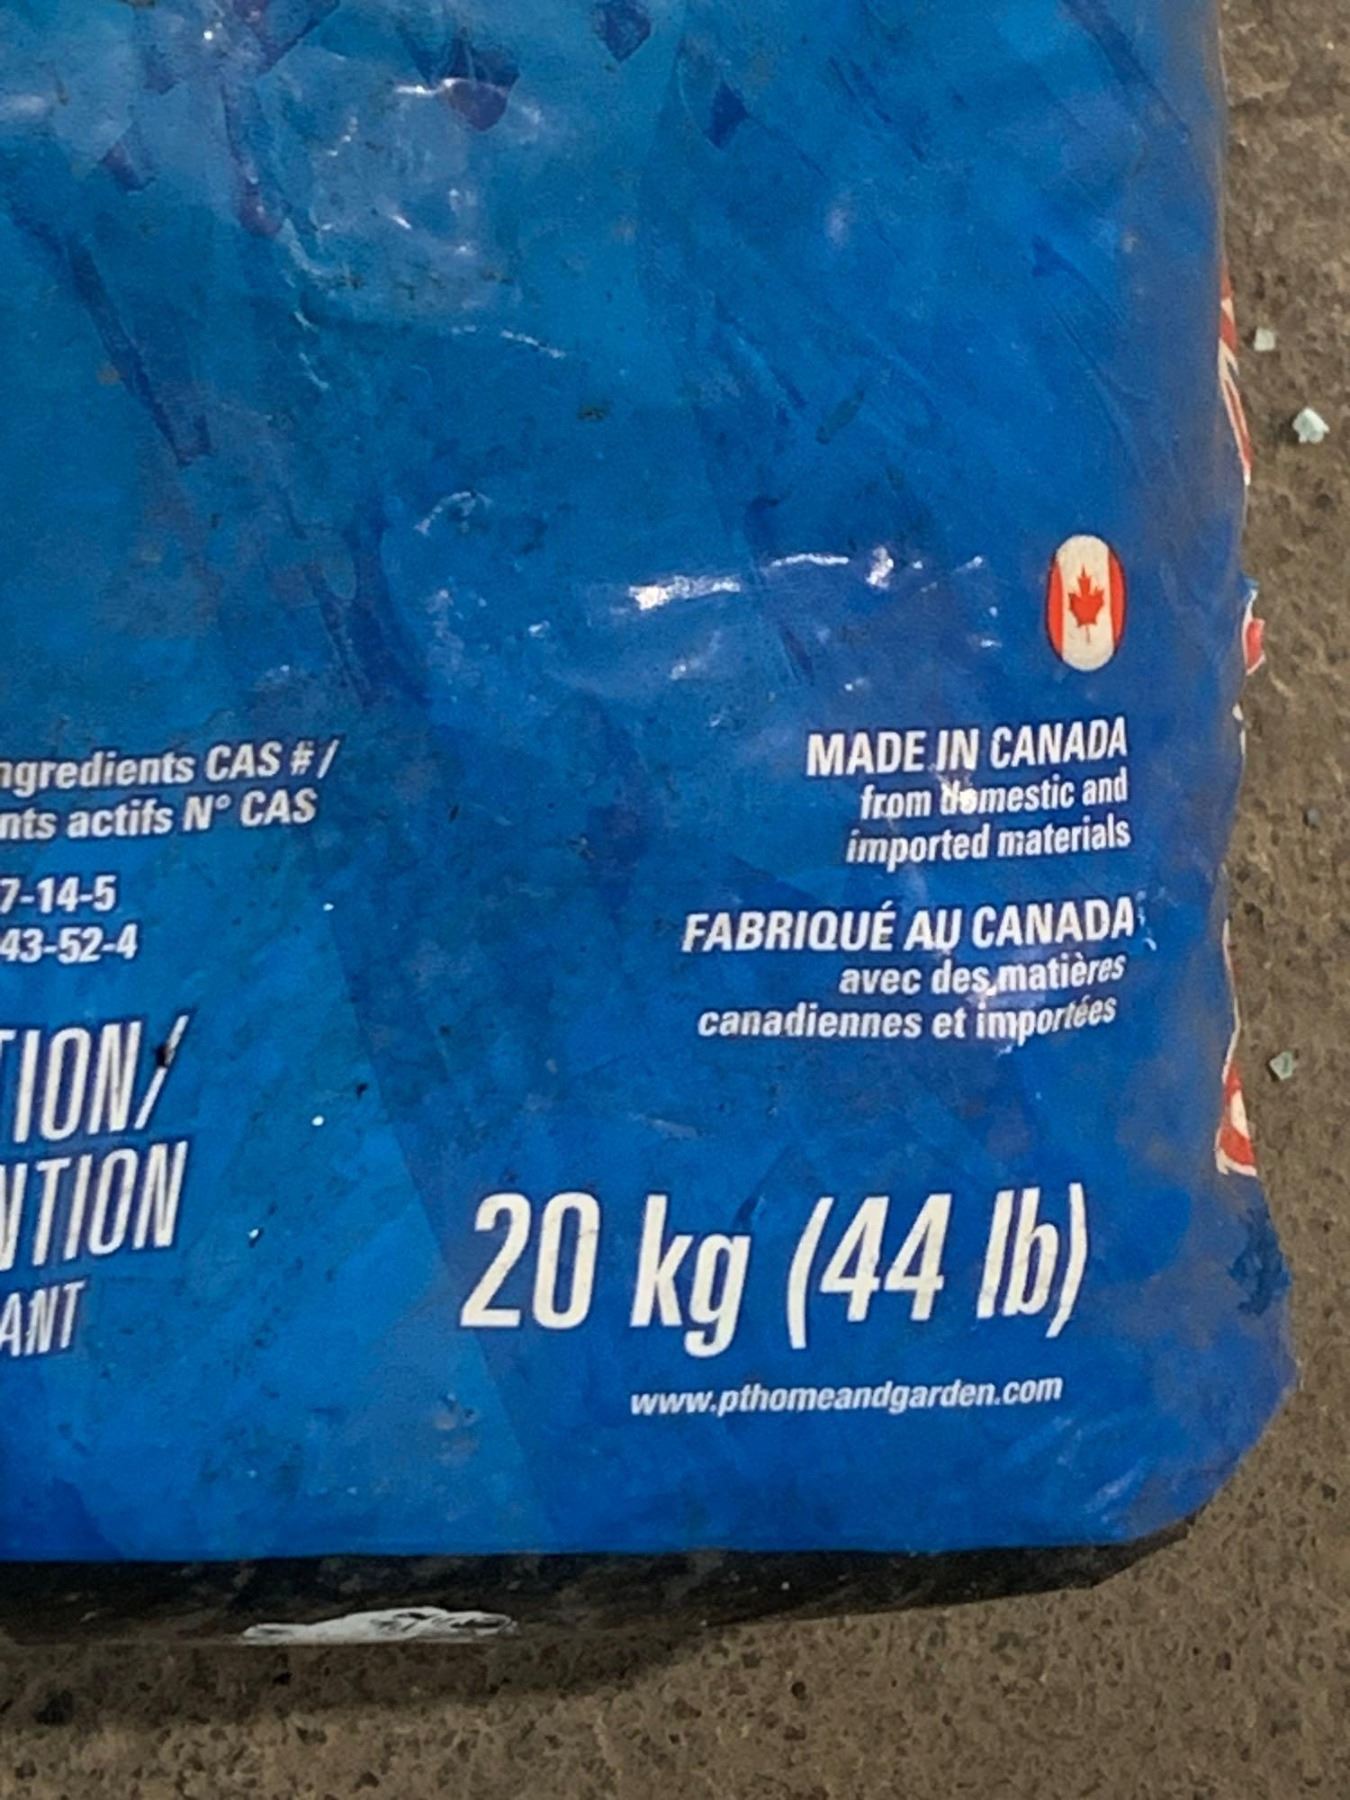 ngredients CAS # /
nts actifs N° CAS
7-14-5
43-52-4
TION/
NTION
ANT
MADE IN CANADA
from domestic and
imported materials
FABRIQUÉ AU CANADA
avec des matières
canadiennes et importées
20 kg (44 lb)
www.pthomeandgarden.com